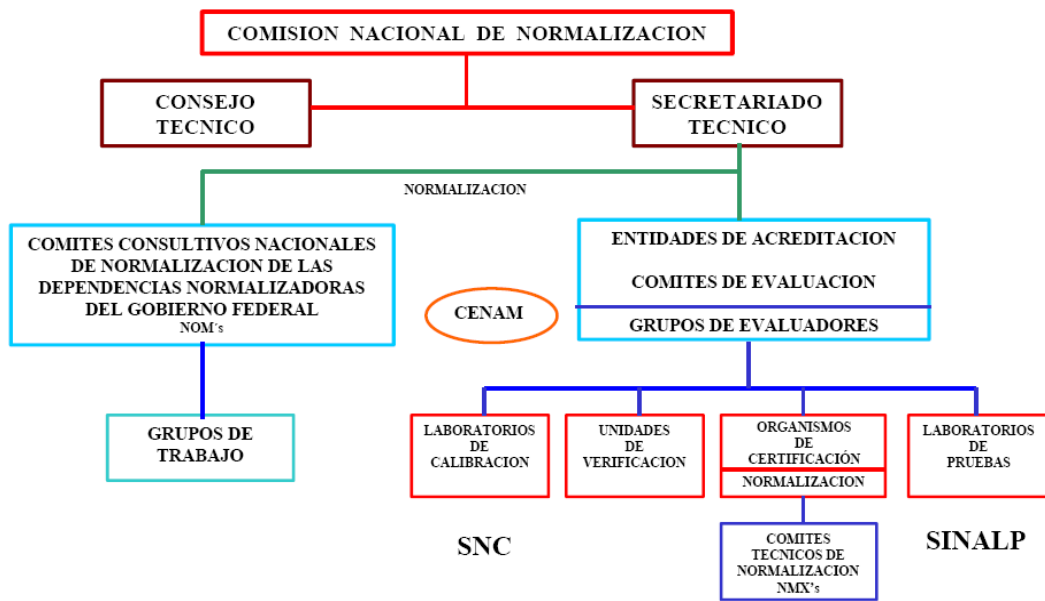 COMISION NACIONAL DE NORMALIZACION
CONSEJO
TECNICO
SECRETARIADO
TECNICO
NORMALIZACION
COMITES CONSULTIVOS NACIONALES
DE NORMALIZACION DE LAS
DEPENDENCIAS NORMALIZADORAS
DEL GOBIERNO FEDERAL
NOM´s
ENTIDADES DE ACREDITACION
COMITES DE EVALUACION
GRUPOS DE EVALUADORES
CENAM
GRUPOS DE
TRABAJO
LABORATORIOS
DE
CALIBRACION
UNIDADES
DE
VERIFICACION
ORGANISMOS
DE
CERTIFICACIÓN
NORMALIZACION
LABORATORIOS
DE
PRUEBAS
SNC
COMITES
TECNICOS DE
NORMALIZACION
NMX's
SINALP